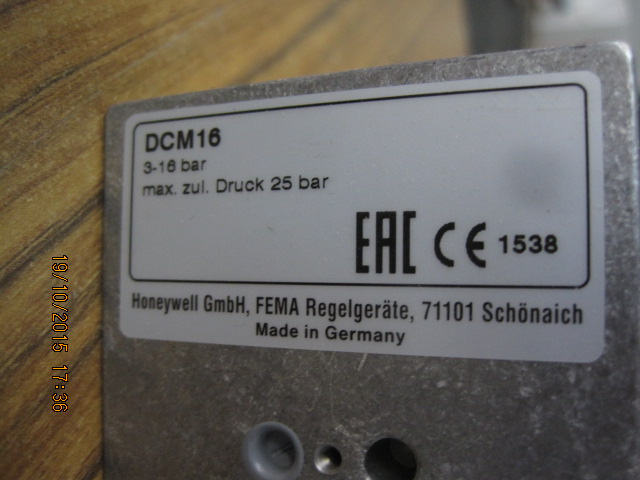 DCM16
3-16 bar
max. zul. Druck 25 bar
EAC CE 1538
Honeywell GmbH, FEMA Regelgeräte, 71101 Schönaich
Made in Germany
19/10/2015 17:36